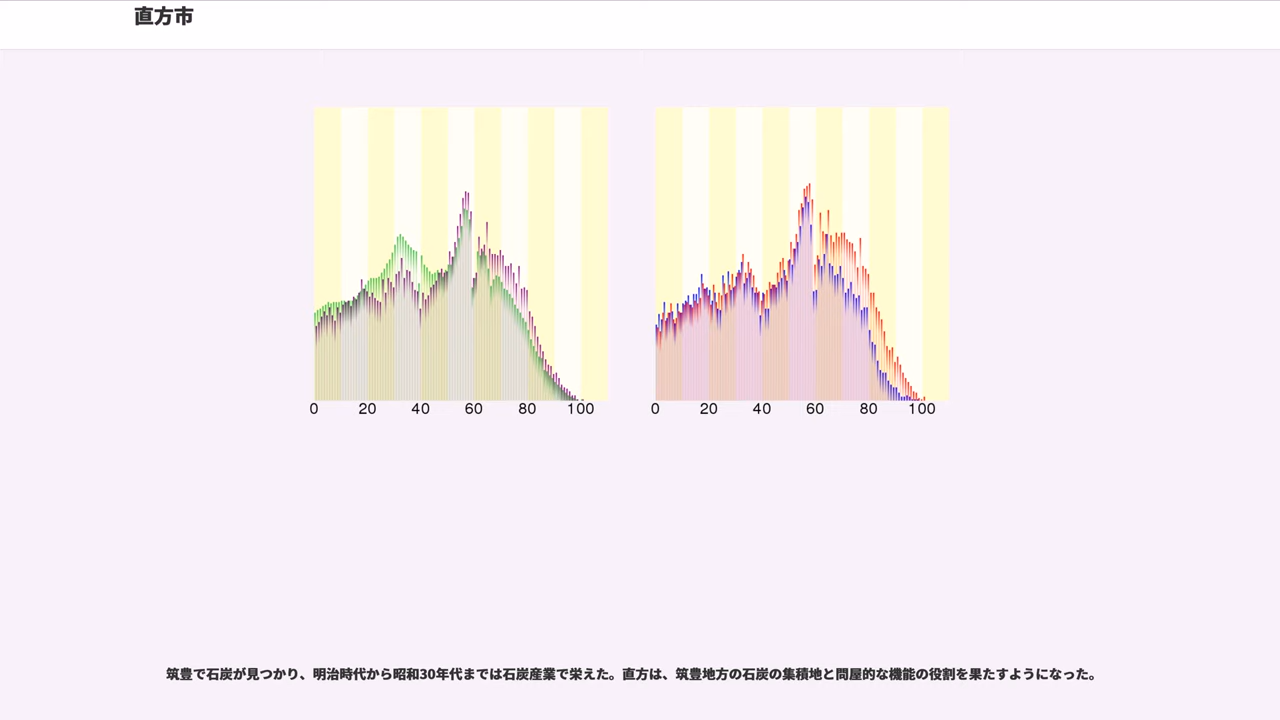 直方市
0 20 40 60 80 100
0 20 40 60 80 100
筑豊で石炭が見つかり、明治時代から昭和30年代までは石炭産業で栄えた。直方は、筑豊地方の石炭の集積地と問屋的な機能の役割を果たすようになった。